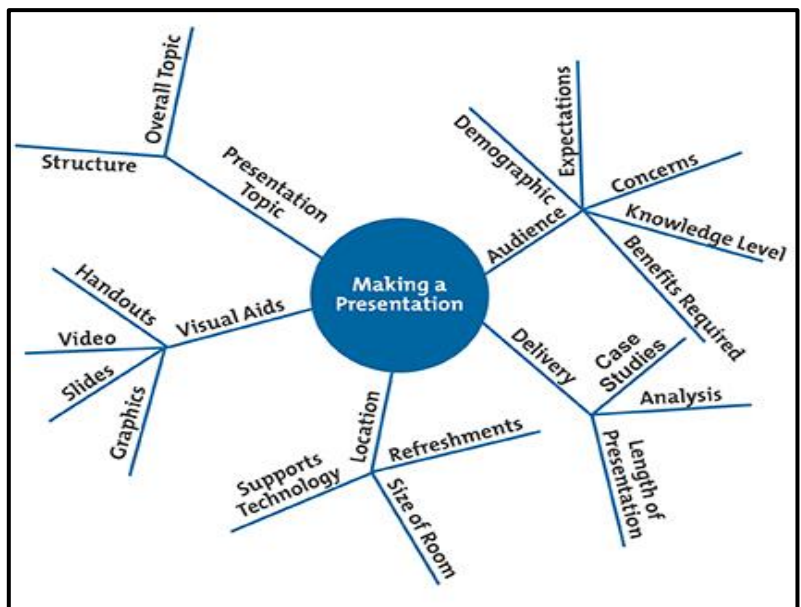 Making a
Presentation
Presentation
Topic
Overall Topic
Structure
Audience
Demographic
Expectations
Concerns
Knowledge Level
Benefits Required
Delivery
Case
Studies
Analysis
Length of
Presentation
Location
Refreshments
Size of Room
Supports
Technology
Visual Aids
Handouts
Video
Slides
Graphics